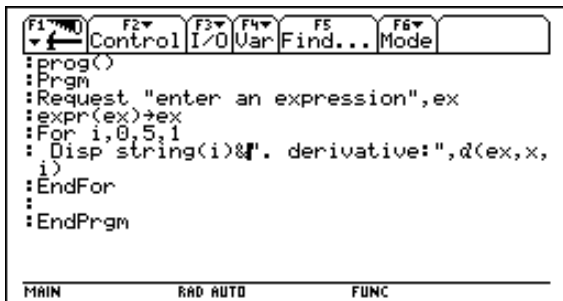 F1 F2 Control F3 I/O F4 Var F5 Find... F6 Mode
:prog()
:Prgm
:Request "enter an expression",ex
:expr(ex)→ex
:For i,0,5,1
: Disp string(i)&". derivative:",d(ex,x,
i)
:EndFor
:
:EndPrgm
MAIN RAD AUTO FUNC